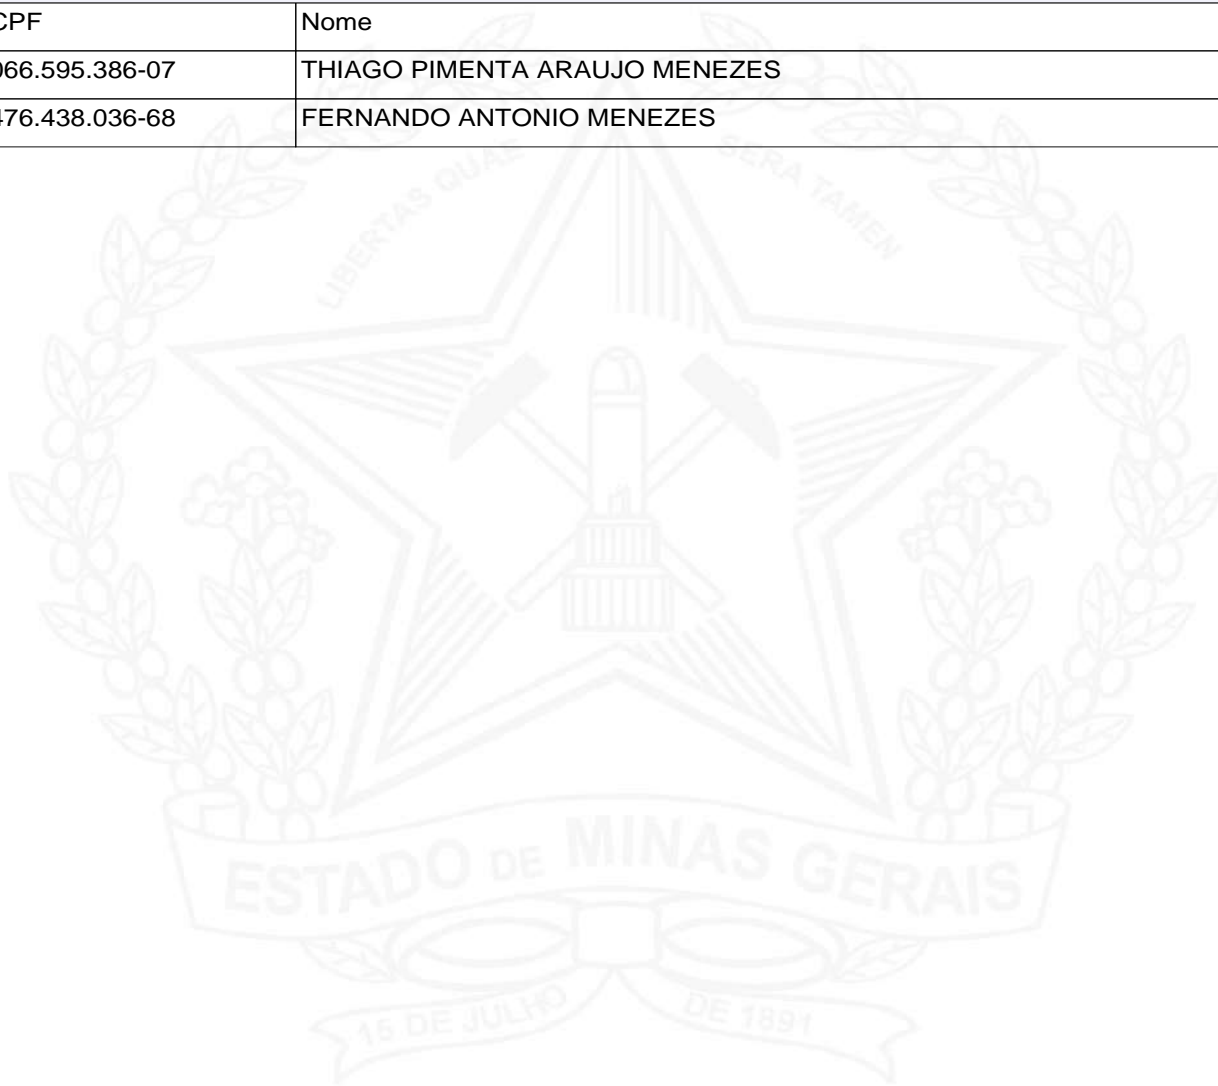 CPF Nome
066.595.386-07 THIAGO PIMENTA ARAUJO MENEZES
476.438.036-68 FERNANDO ANTONIO MENEZES
LIBERTAS QUAE SERA TAMEN
ESTADO DE MINAS GERAIS
15 DE JULHO DE 1891